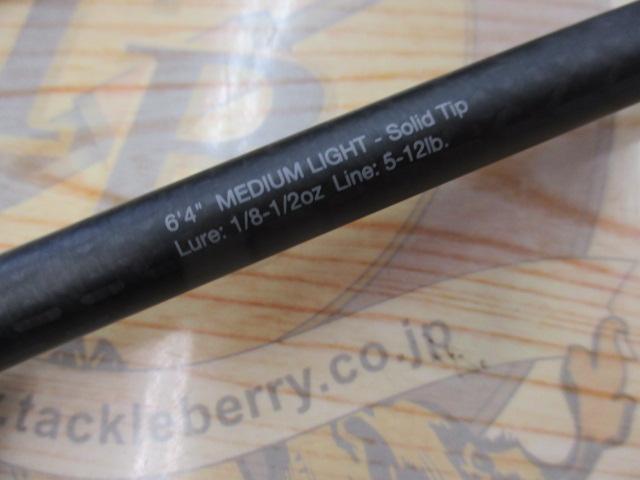 6'4" MEDIUM LIGHT - Solid Tip
Lure: 1/8-1/2oz Line: 5-12lb.
.tackleberry.co.jp